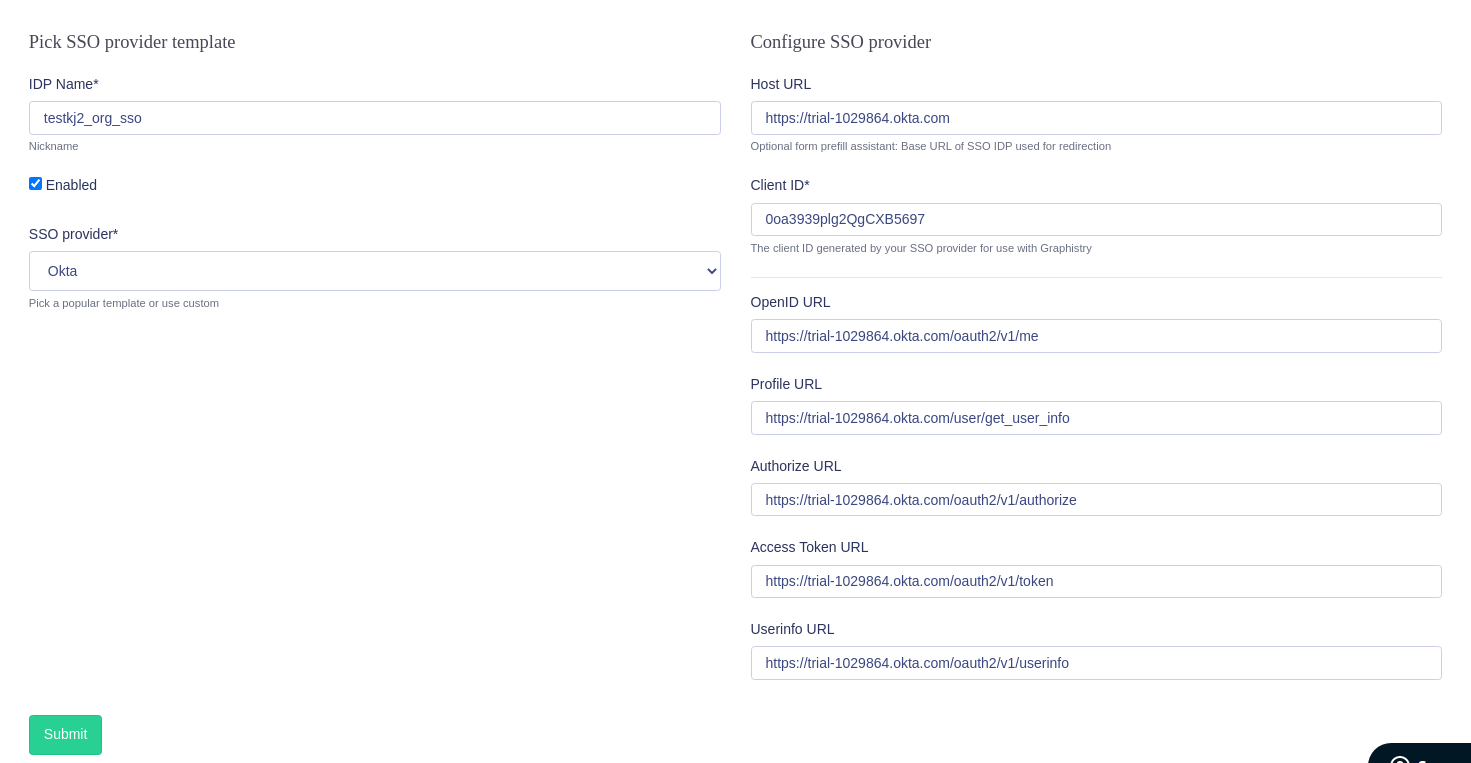 Pick SSO provider template
IDP Name*
testkj2_org_sso
Nickname
Enabled
SSO provider*
Okta
Pick a popular template or use custom
Configure SSO provider
Host URL
https://trial-1029864.okta.com
Optional form prefill assistant: Base URL of SSO IDP used for redirection
Client ID*
0oa3939plg2QgCXB5697
The client ID generated by your SSO provider for use with Graphistry
OpenID URL
https://trial-1029864.okta.com/oauth2/v1/me
Profile URL
https://trial-1029864.okta.com/user/get_user_info
Authorize URL
https://trial-1029864.okta.com/oauth2/v1/authorize
Access Token URL
https://trial-1029864.okta.com/oauth2/v1/token
Userinfo URL
https://trial-1029864.okta.com/oauth2/v1/userinfo
Submit